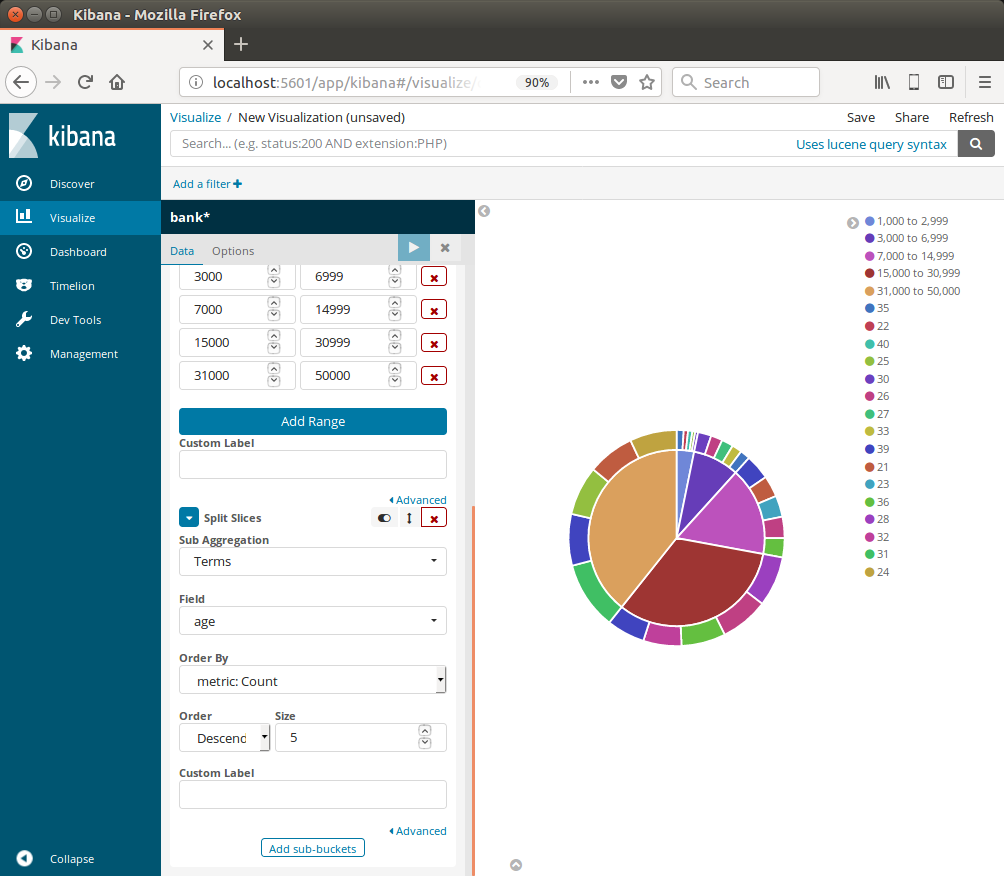 Kibana - Mozilla Firefox
Kibana
localhost:5601/app/kibana#/visualize/
90%
Search
kibana
Discover
Visualize
Dashboard
Timelion
Dev Tools
Management
Collapse
Visualize / New Visualization (unsaved)
Save Share Refresh
Search... (e.g. status:200 AND extension:PHP)
Uses lucene query syntax
Add a filter
bank*
Data Options
3000 6999
7000 14999
15000 30999
31000 50000
Add Range
Custom Label
Advanced
Split Slices
Sub Aggregation
Terms
Field
age
Order By
metric: Count
Order Size
Descend 5
Custom Label
Advanced
Add sub-buckets
1,000 to 2,999
3,000 to 6,999
7,000 to 14,999
15,000 to 30,999
31,000 to 50,000
35
22
40
25
30
26
27
33
39
21
23
36
28
32
31
24